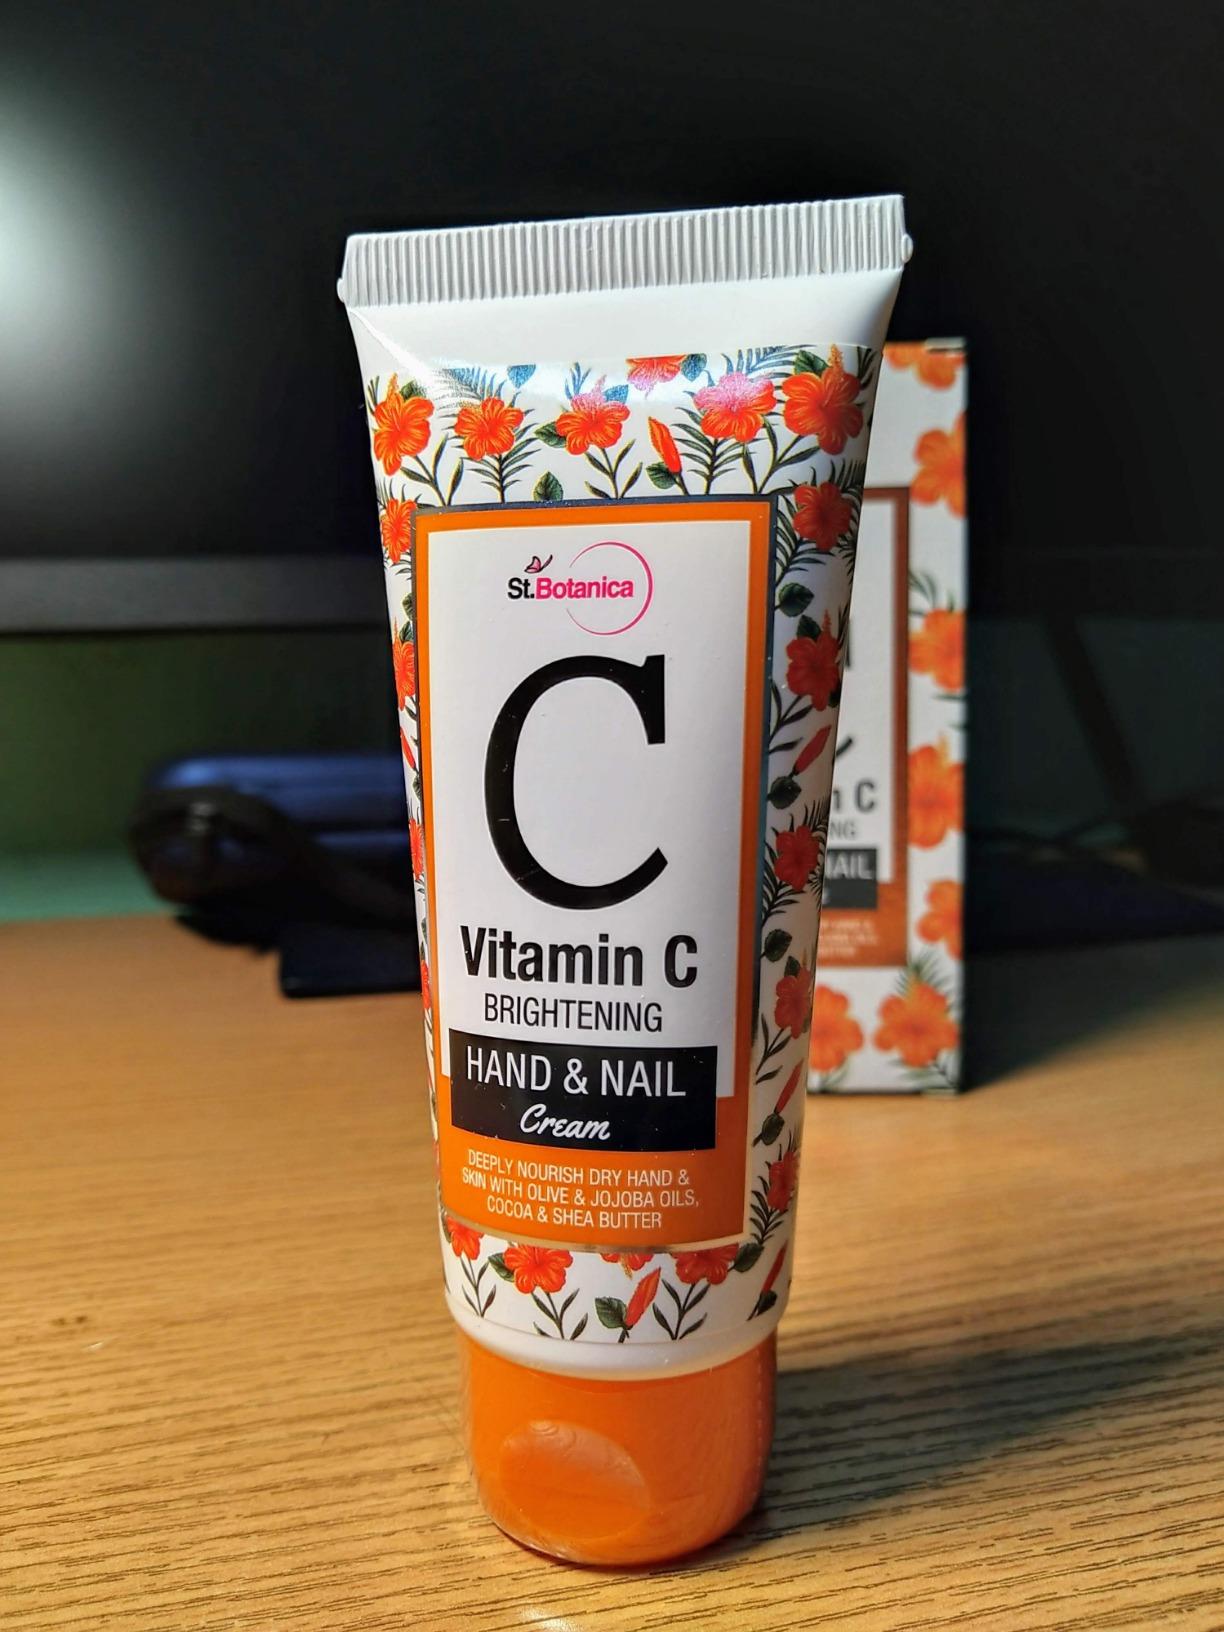 St.Botanica
C
Vitamin C
BRIGHTENING
HAND & NAIL
Cream
DEEPLY NOURISH DRY HAND &
SKIN WITH OLIVE & JOJOBA OILS,
COCOA & SHEA BUTTER
C
NAIL